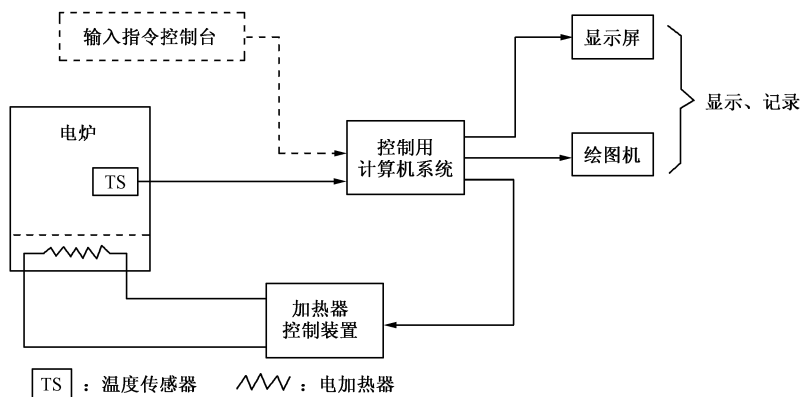 输入指令控制台
显示屏
显示、记录
电炉
TS
控制用
计算机系统
绘图机
加热器
控制装置
TS ：温度传感器
：电加热器